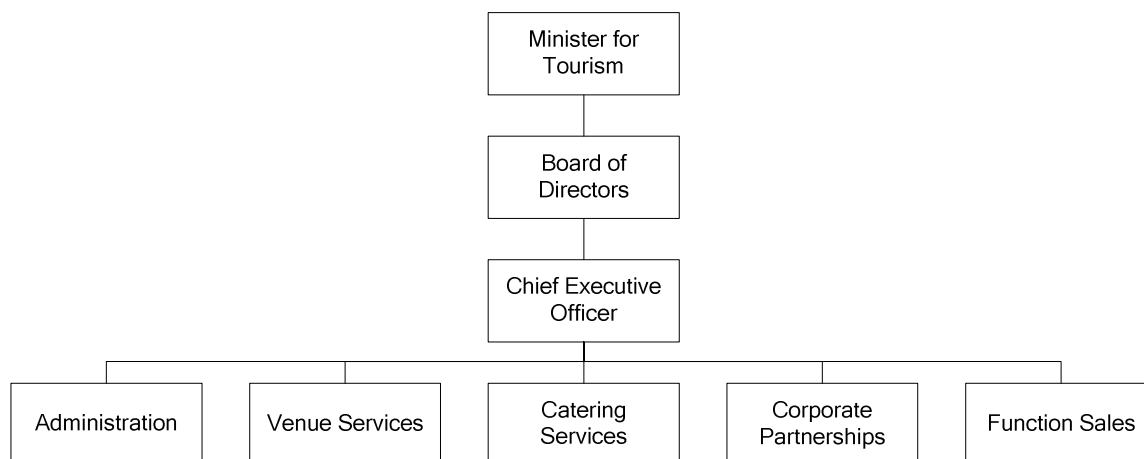 Minister for
Tourism
Board of
Directors
Chief Executive
Officer
Administration
Venue Services
Catering
Services
Corporate
Partnerships
Function Sales